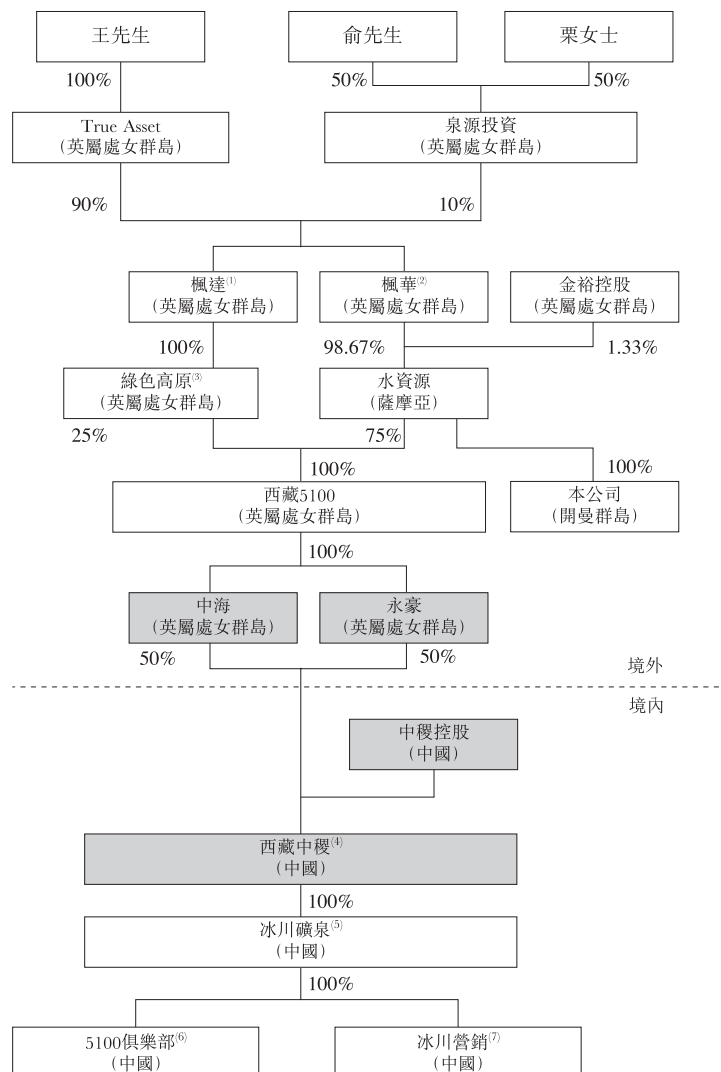 王先生
俞先生
栗女士
100%
50%
50%
True Asset
(英屬處女群島)
泉源投資
(英屬處女群島)
90%
10%
楓達(1)
(英屬處女群島)
楓華(2)
(英屬處女群島)
金裕控股
(英屬處女群島)
100%
98.67%
1.33%
綠色高原(3)
(英屬處女群島)
水資源
(薩摩亞)
25%
75%
100%
100%
西藏5100
(英屬處女群島)
本公司
(開曼群島)
100%
中海
(英屬處女群島)
永豪
(英屬處女群島)
50%
50%
境外
境內
中稷控股
(中國)
西藏中稷(4)
(中國)
100%
冰川礦泉(5)
(中國)
100%
5100俱樂部(6)
(中國)
冰川營銷(7)
(中國)